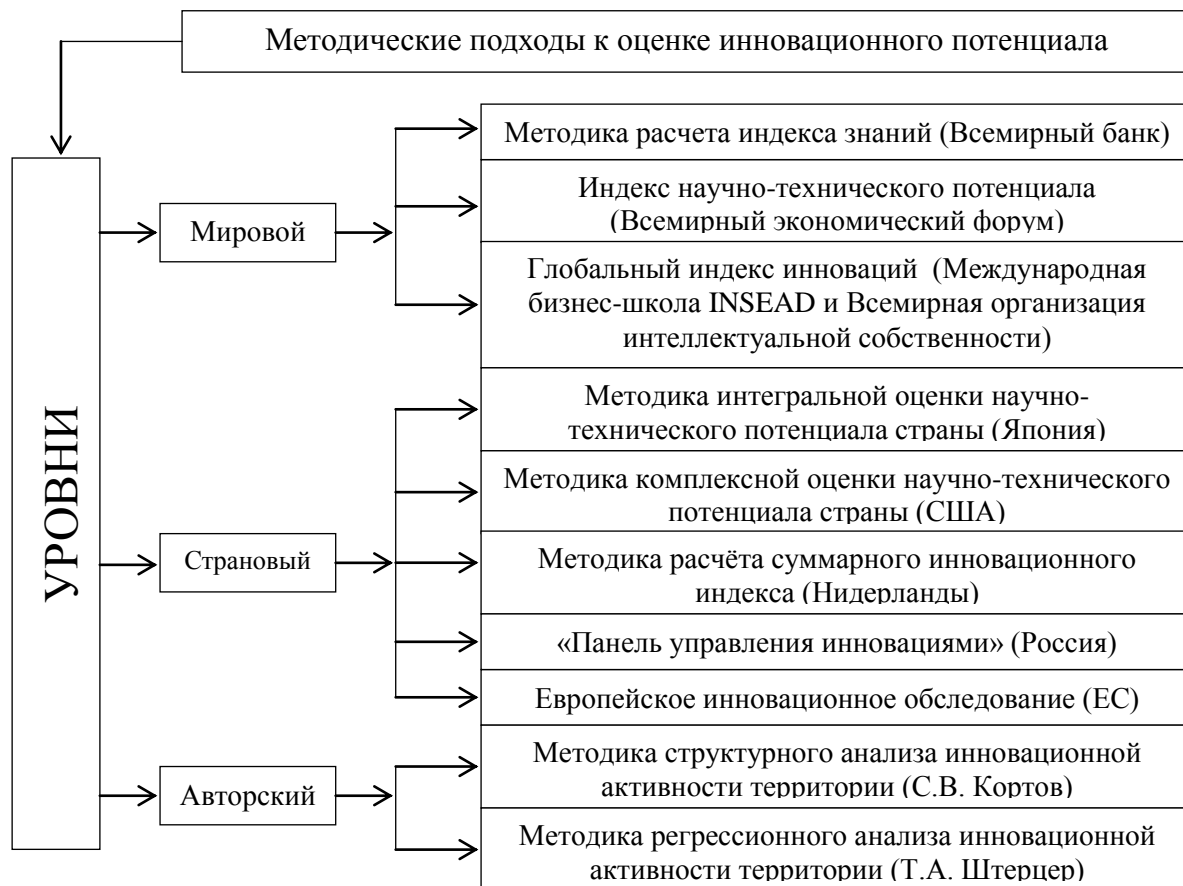 Методические подходы к оценке инновационного потенциала
УРОВНИ
Мировой
Методика расчета индекса знаний (Всемирный банк)
Индекс научно-технического потенциала
(Всемирный экономический форум)
Глобальный индекс инноваций (Международная
бизнес-школа INSEAD и Всемирная организация
интеллектуальной собственности)
Страновый
Методика интегральной оценки научно-
технического потенциала страны (Япония)
Методика комплексной оценки научно-технического
потенциала страны (США)
Методика расчёта суммарного инновационного
индекса (Нидерланды)
«Панель управления инновациями» (Россия)
Европейское инновационное обследование (ЕС)
Авторский
Методика структурного анализа инновационной
активности территории (С.В. Кортов)
Методика регрессионного анализа инновационной
активности территории (Т.А. Штерцер)